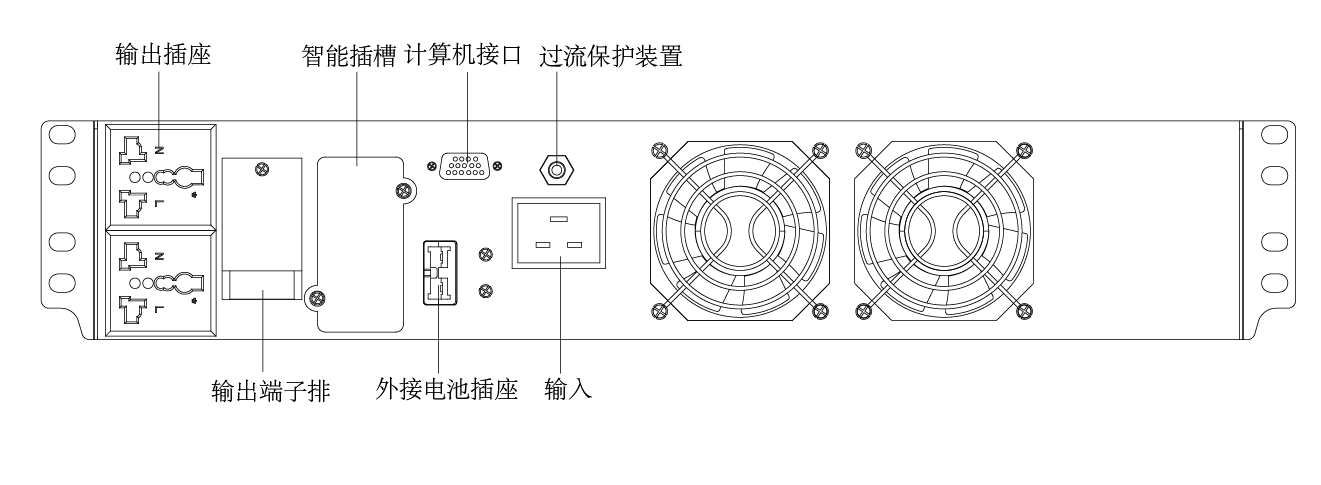 输出插座
智能插槽
计算机接口
过流保护装置
N
L
N
L
输出端子排
外接电池插座
输入